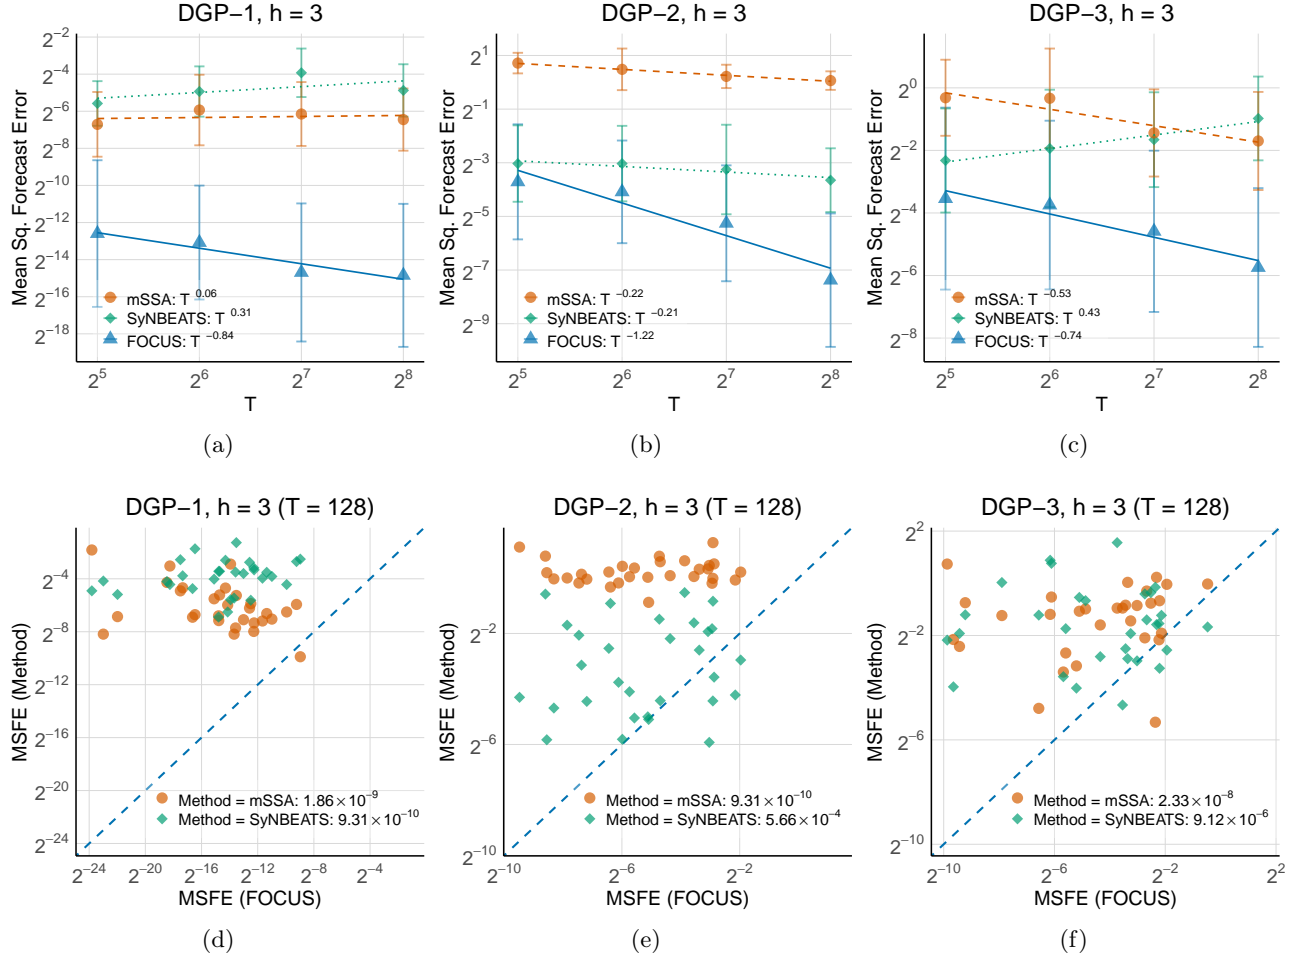 DGP−1, h = 3
Mean Sq. Forecast Error
2^−2
2^−4
2^−6
2^−8
2^−10
2^−12
2^−14
2^−16
2^−18
mSSA: T^0.06
SyNBEATS: T^0.31
FOCUS: T^−0.84
2^5 2^6 2^7 2^8
T
(a)
DGP−2, h = 3
Mean Sq. Forecast Error
2^1
2^−1
2^−3
2^−5
2^−7
2^−9
mSSA: T^−0.22
SyNBEATS: T^−0.21
FOCUS: T^−1.22
2^5 2^6 2^7 2^8
T
(b)
DGP−3, h = 3
Mean Sq. Forecast Error
2^0
2^−2
2^−4
2^−6
2^−8
mSSA: T^−0.53
SyNBEATS: T^0.43
FOCUS: T^−0.74
2^5 2^6 2^7 2^8
T
(c)
DGP−1, h = 3 (T = 128)
MSFE (Method)
2^−4
2^−8
2^−12
2^−16
2^−20
2^−24
Method = mSSA: 1.86×10^−9
Method = SyNBEATS: 9.31×10^−10
2^−24 2^−20 2^−16 2^−12 2^−8 2^−4
MSFE (FOCUS)
(d)
DGP−2, h = 3 (T = 128)
MSFE (Method)
2^−2
2^−6
2^−10
Method = mSSA: 9.31×10^−10
Method = SyNBEATS: 5.66×10^−4
2^−10 2^−6 2^−2
MSFE (FOCUS)
(e)
DGP−3, h = 3 (T = 128)
MSFE (Method)
2^2
2^−2
2^−6
2^−10
Method = mSSA: 2.33×10^−8
Method = SyNBEATS: 9.12×10^−6
2^−10 2^−6 2^−2 2^2
MSFE (FOCUS)
(f)